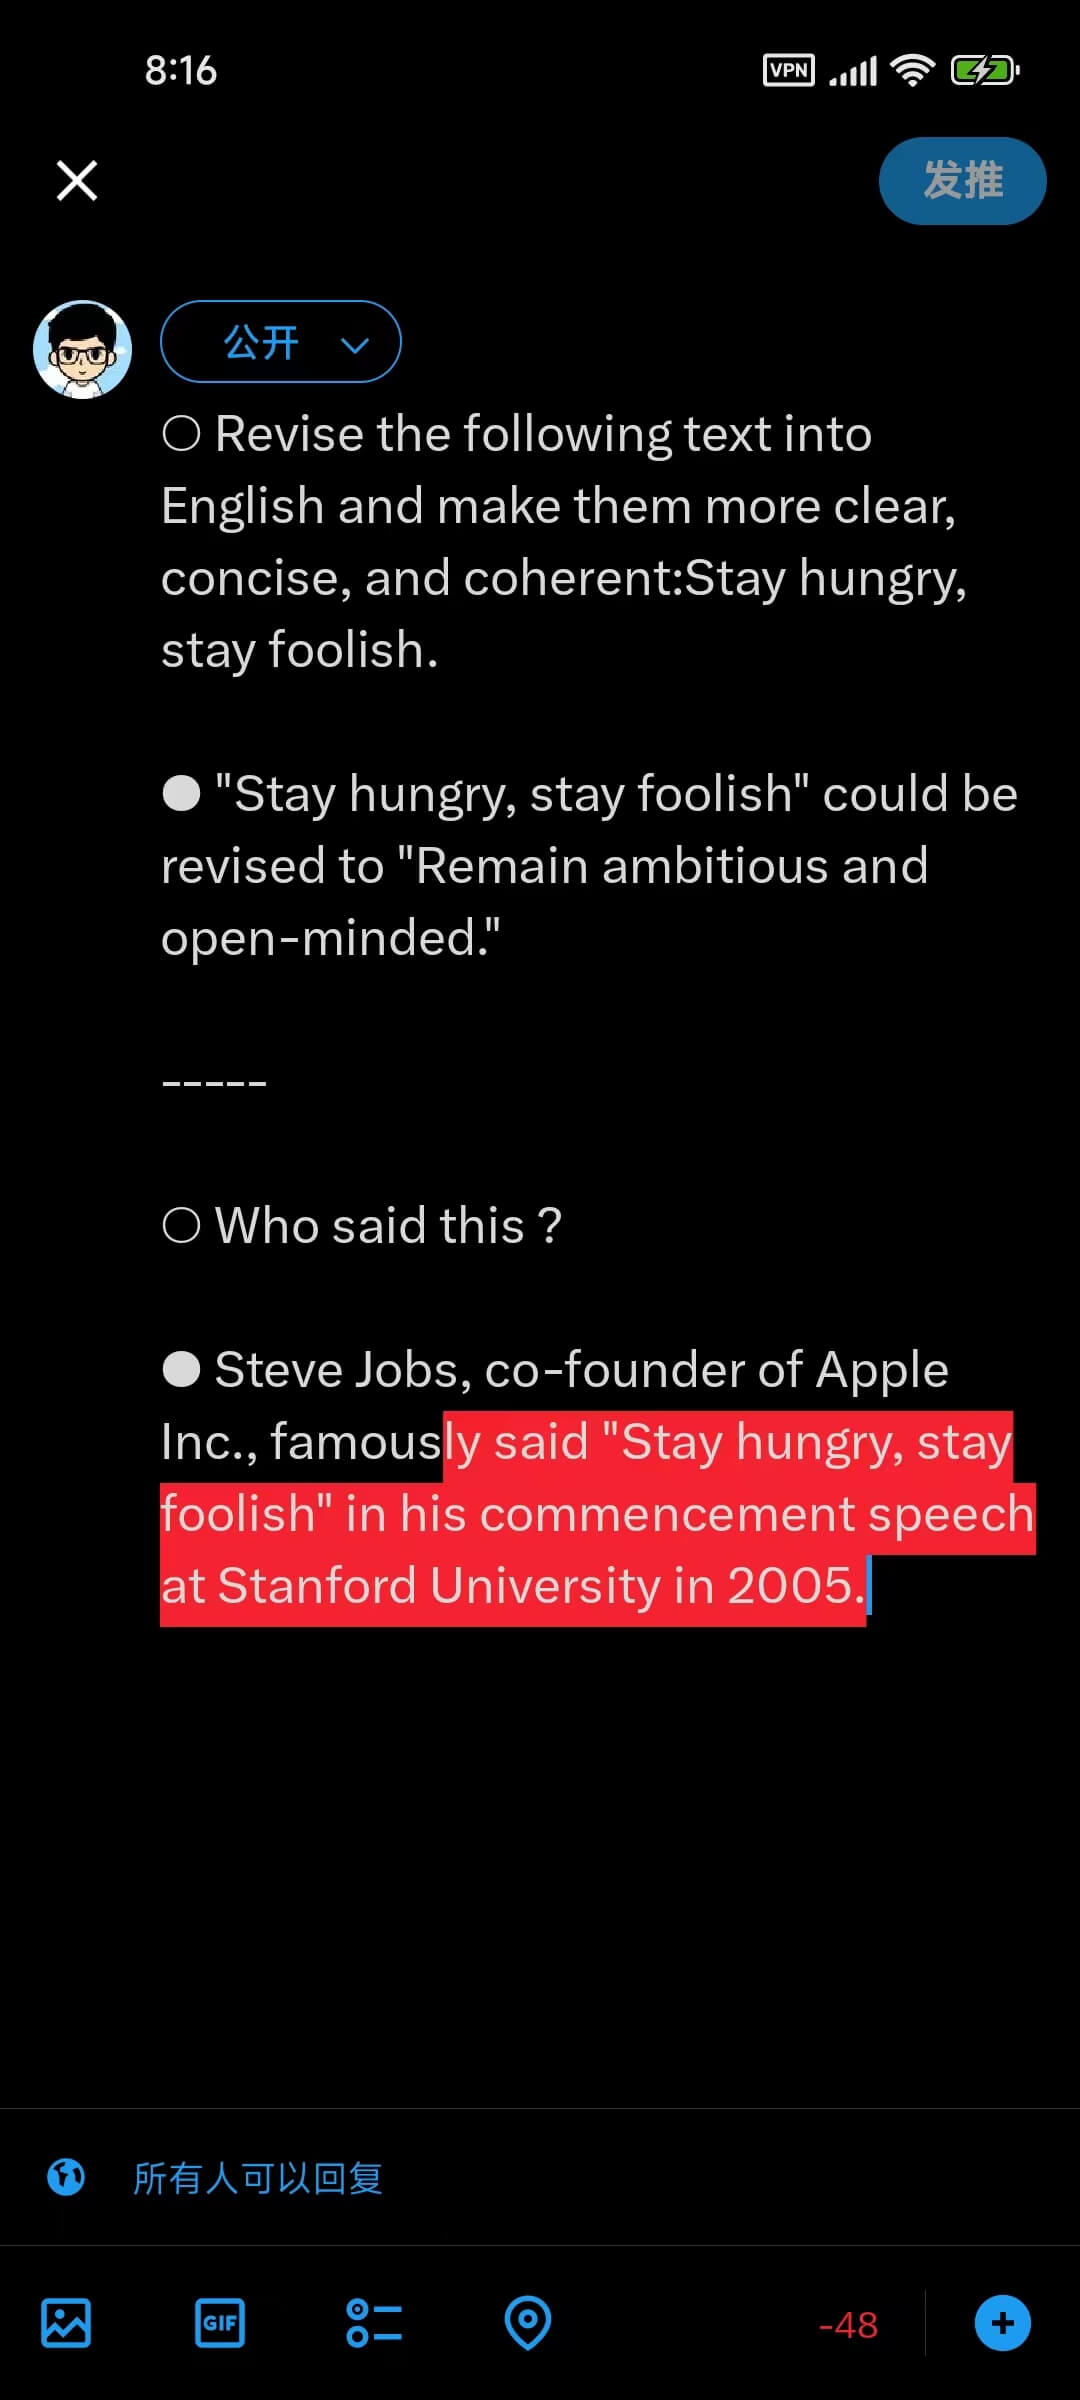 8:16
VPN
发推
公开
○ Revise the following text into
English and make them more clear,
concise, and coherent:Stay hungry,
stay foolish.
● "Stay hungry, stay foolish" could be
revised to "Remain ambitious and
open-minded."
-----
○ Who said this ?
● Steve Jobs, co-founder of Apple
Inc., famously said "Stay hungry, stay
foolish" in his commencement speech
at Stanford University in 2005.
所有人可以回复
GIF
-48